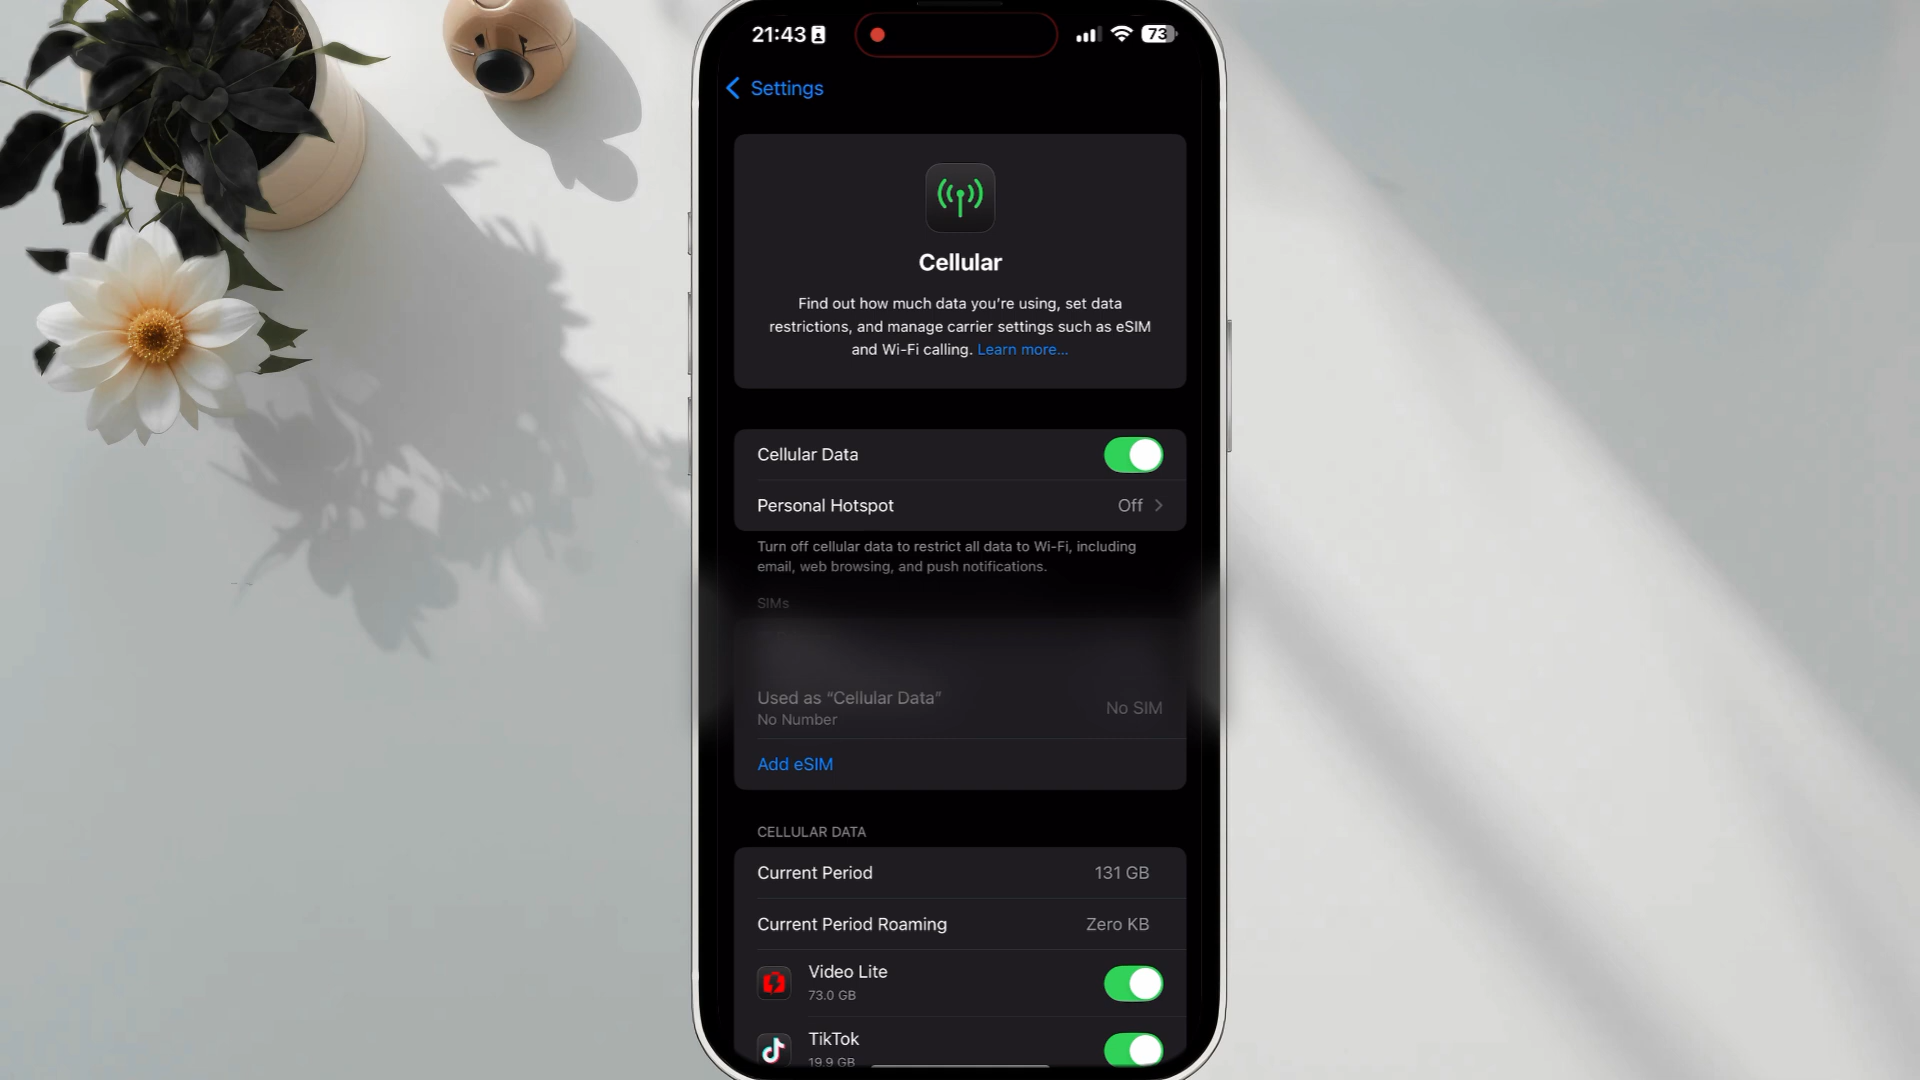 21:43
73
Settings
Cellular
Find out how much data you're using, set data
restrictions, and manage carrier settings such as eSIM
and Wi-Fi calling. Learn more...
Cellular Data
Personal Hotspot
Off
Turn off cellular data to restrict all data to Wi-Fi, including
email, web browsing, and push notifications.
SIMs
Used as “Cellular Data”
No Number
No SIM
Add eSIM
CELLULAR DATA
Current Period
131 GB
Current Period Roaming
Zero KB
Video Lite
73.0 GB
TikTok
19.9 GB